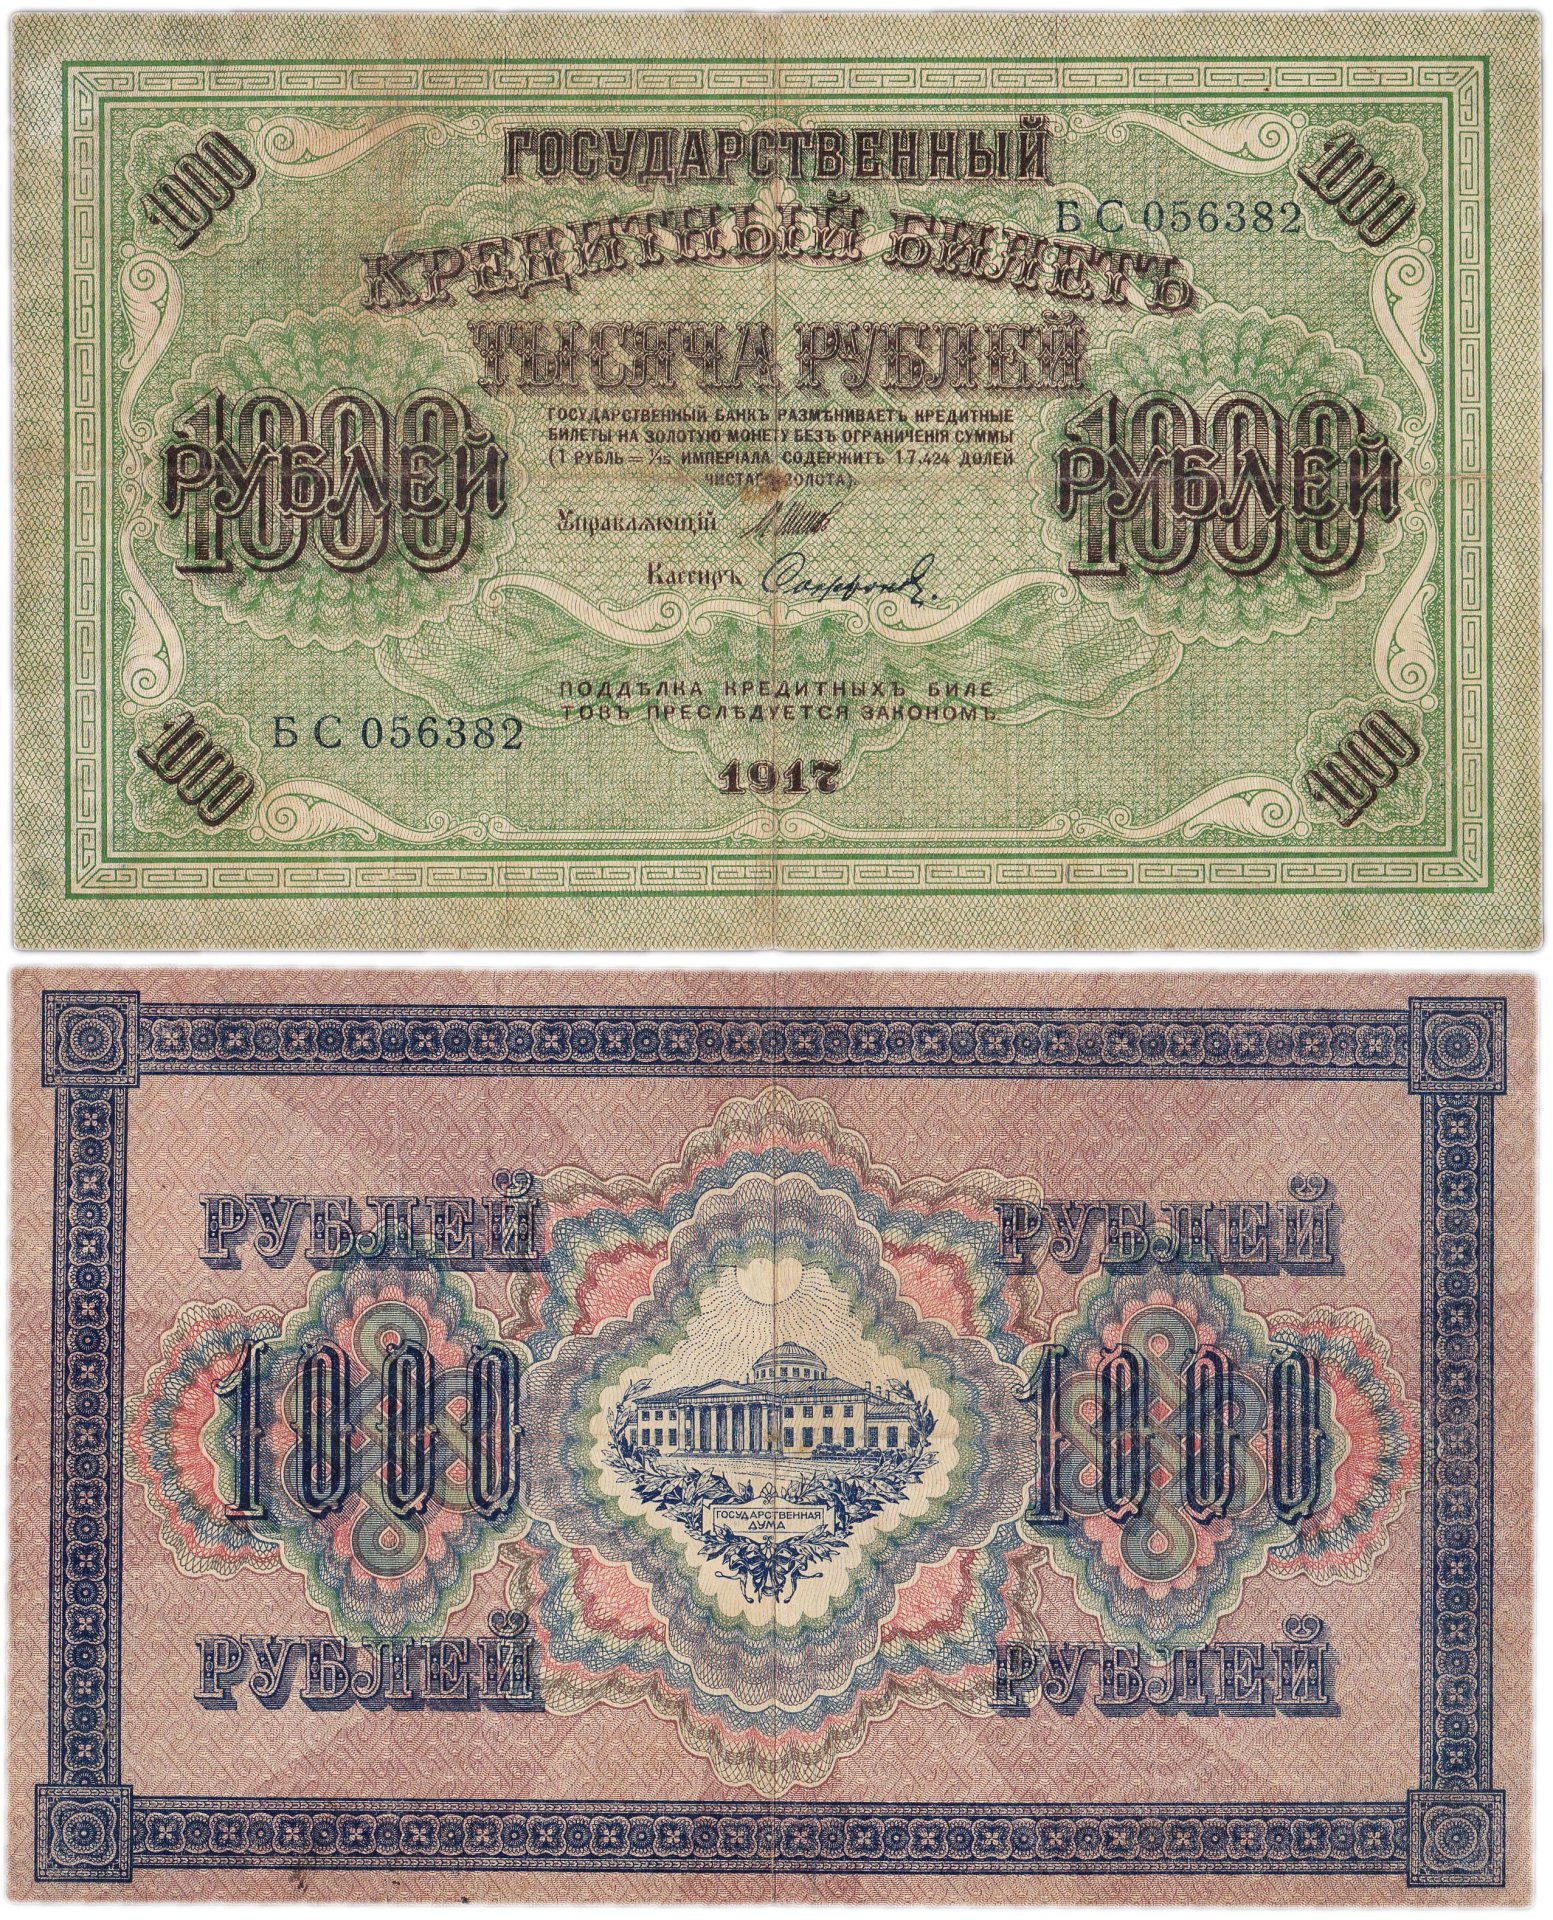 1000
ГОСУДАРСТВЕННЫЙ
1000
КРЕДИТНЫЙ БИЛЕТЪ
БС 056382
ТЫСЯЧА РУБЛЕЙ
1000
РУБЛЕЙ
1000
РУБЛЕЙ
ГОСУДАРСТВЕННЫЙ БАНКЪ РАЗМѢНИВАЕТЪ КРЕДИТНЫЕ
БИЛЕТЫ НА ЗОЛОТУЮ МОНЕТУ БЕЗЪ ОГРАНИЧЕНІЯ СУММЫ
(1 РУБЛЬ = 1/15 ИМПЕРІАЛА, СОДЕРЖИТЪ 17.424 ДОЛЕЙ
ЧИСТАГО ЗОЛОТА).
Управляющій
Кассиръ
ПОДДѢЛКА КРЕДИТНЫХЪ БИЛЕ
ТОВЪ ПРЕСЛѢДУЕТСЯ ЗАКОНОМЪ.
БС 056382
1000
1917
1000
РУБЛЕЙ
РУБЛЕЙ
1000
1000
ГОСУДАРСТВЕННАЯ
ДУМА
РУБЛЕЙ
РУБЛЕЙ